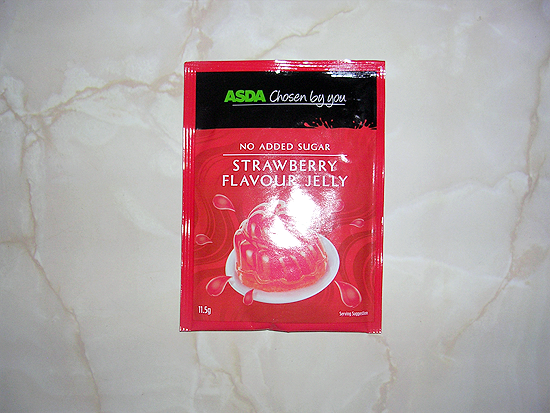 ASDA Chosen by you
NO ADDED SUGAR
STRAWBERRY
FLAVOUR JELLY
11.5g
Serving Suggestion